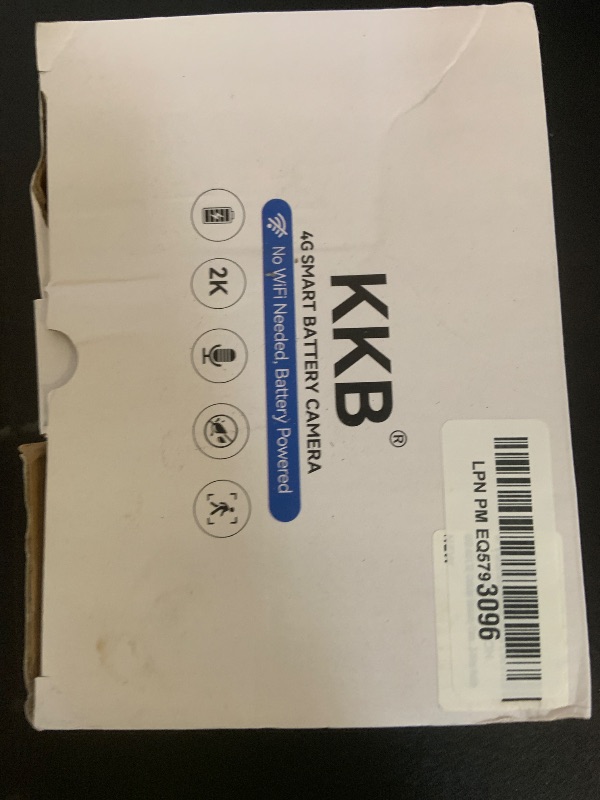 KKB®
4G SMART BATTERY CAMERA
No WiFi Needed, Battery Powered
2K
LPN PM EQ5793096